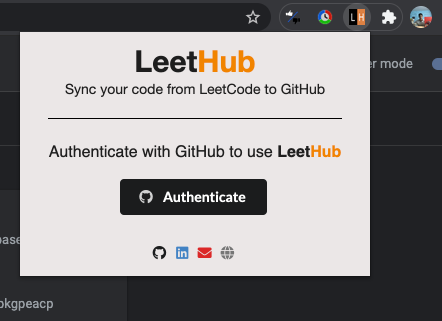 L H
LeetHub
Sync your code from LeetCode to GitHub
er mode
Authenticate with GitHub to use LeetHub
Authenticate
in
base
okgpeacp